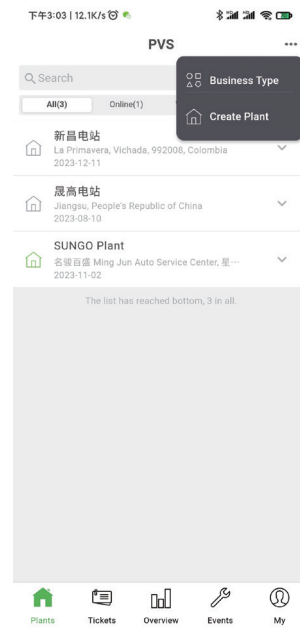 下午3:03 | 12.1K/s
PVS
Search
Business Type
All(3)
Online(1)
Create Plant
新昌电站
La Primavera, Vichada, 992008, Colombia
2023-12-11
晟高电站
Jiangsu, People's Republic of China
2023-08-10
SUNGO Plant
名骏百盛 Ming Jun Auto Service Center, 星…
2023-11-02
The list has reached bottom, 3 in all.
Plants
Tickets
Overview
Events
My